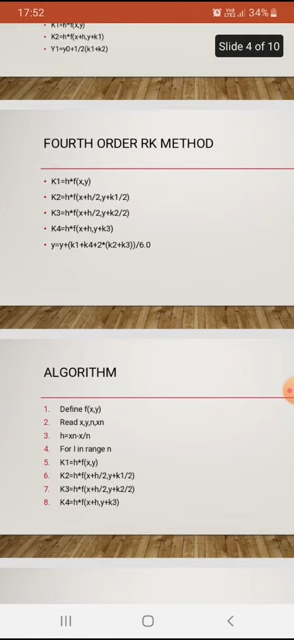 17:52
34%
K1=h*f(x,y)
K2=h*f(x+h,y+k1)
Y1=y0+1/2(k1+k2)
Slide 4 of 10
FOURTH ORDER RK METHOD
• K1=h*f(x,y)
• K2=h*f(x+h/2,y+k1/2)
• K3=h*f(x+h/2,y+k2/2)
• K4=h*f(x+h,y+k3)
• y=y+(k1+k4+2*(k2+k3))/6.0
ALGORITHM
1. Define f(x,y)
2. Read x,y,n,xn
3. h=xn-x/n
4. For I in range n
5. K1=h*f(x,y)
6. K2=h*f(x+h/2,y+k1/2)
7. K3=h*f(x+h/2,y+k2/2)
8. K4=h*f(x+h,y+k3)